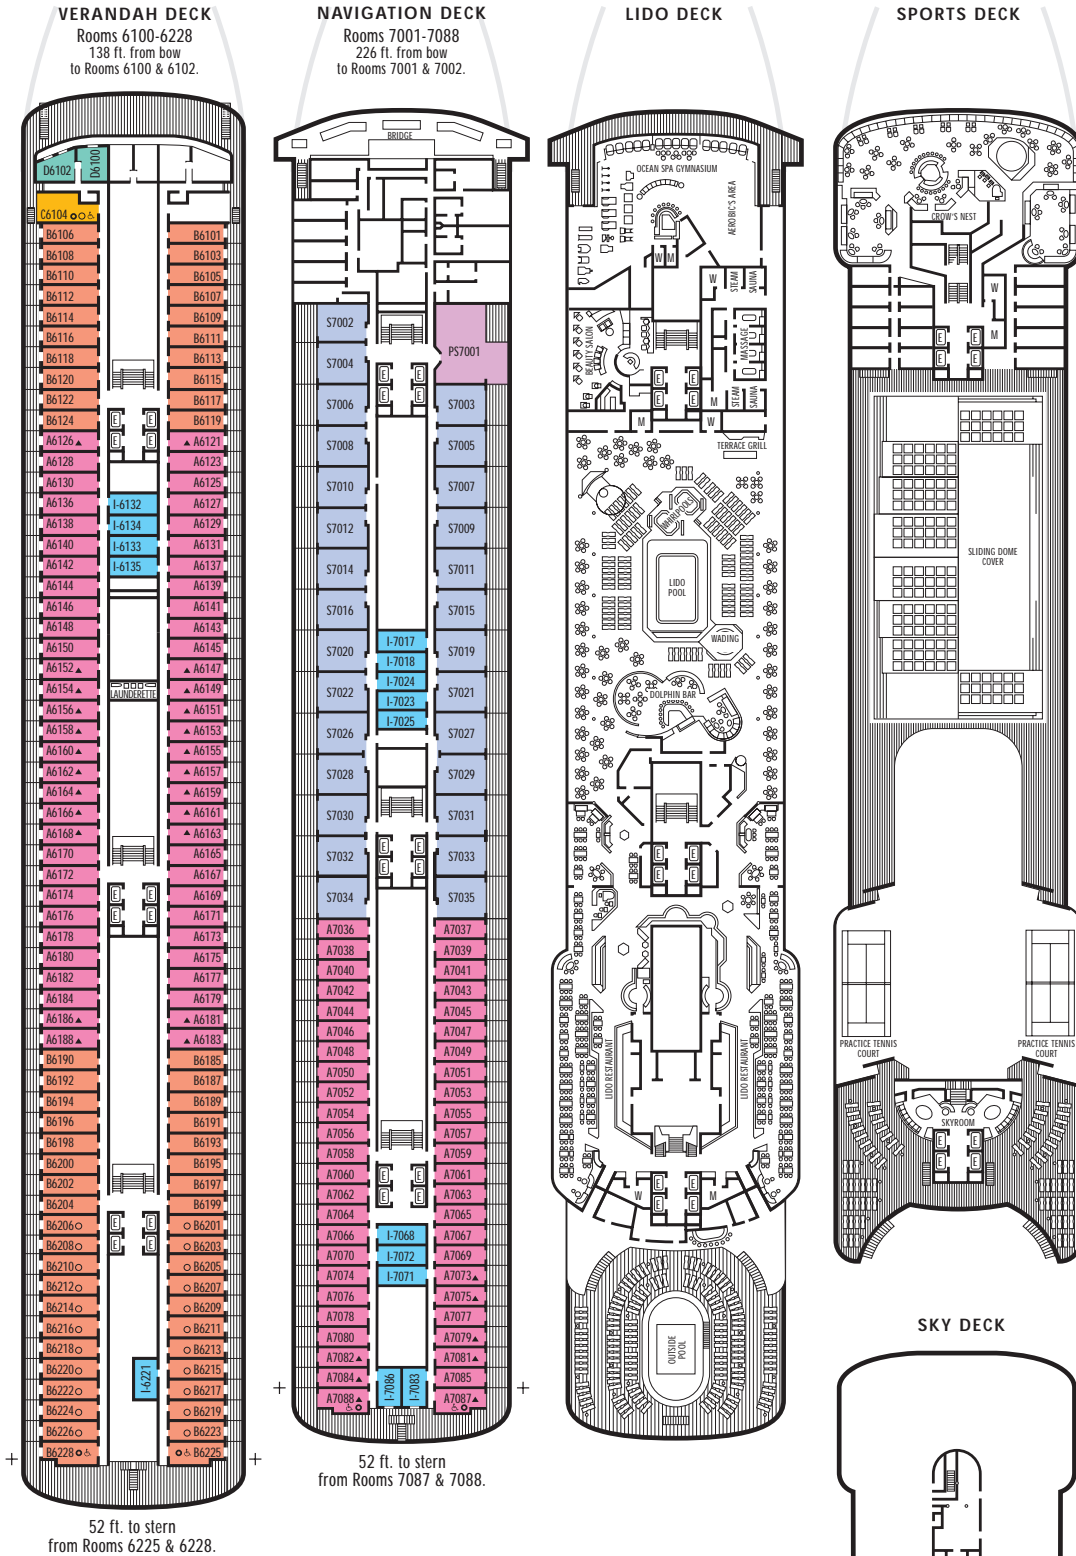 VERANDAH DECK
Rooms 6100-6228
138 ft. from bow
to Rooms 6100 & 6102.
D6102
D6100
C6104
B6106
B6108
B6110
B6112
B6114
B6116
B6118
B6120
B6122
B6124
A6126
A6128
A6130
A6136
A6138
A6140
A6142
A6144
A6146
A6148
A6150
A6152
A6154
A6156
A6158
A6160
A6162
A6164
A6166
A6168
A6170
A6172
A6174
A6176
A6178
A6180
A6182
A6184
A6186
A6188
B6190
B6192
B6194
B6196
B6198
B6200
B6202
B6204
B6206
B6208
B6210
B6212
B6214
B6216
B6218
B6220
B6222
B6224
B6226
B6228
E
E
E
E
I-6132
I-6134
I-6133
I-6135
LAUNDERETTE
E
E
E
E
E
E
E
E
I-6221
B6101
B6103
B6105
B6107
B6109
B6111
B6113
B6115
B6117
B6119
A6121
A6123
A6125
A6127
A6129
A6131
A6137
A6139
A6141
A6143
A6145
A6147
A6149
A6151
A6153
A6155
A6157
A6159
A6161
A6163
A6165
A6167
A6169
A6171
A6173
A6175
A6177
A6179
A6181
A6183
B6185
B6187
B6189
B6191
B6193
B6195
B6197
B6199
B6201
B6203
B6205
B6207
B6209
B6211
B6213
B6215
B6217
B6219
B6223
B6225
52 ft. to stern
from Rooms 6225 & 6228.
NAVIGATION DECK
Rooms 7001-7088
226 ft. from bow
to Rooms 7001 & 7002.
BRIDGE
S7002
S7004
S7006
S7008
S7010
S7012
S7014
S7016
S7020
S7022
S7026
S7028
S7030
S7032
S7034
A7036
A7038
A7040
A7042
A7044
A7046
A7048
A7050
A7052
A7054
A7056
A7058
A7060
A7062
A7064
A7066
A7070
A7074
A7076
A7078
A7080
A7082
A7084
A7088
E
E
E
E
I-7017
I-7018
I-7024
I-7023
I-7025
E
E
E
E
E
E
E
E
I-7068
I-7072
I-7071
I-7086
I-7083
PS7001
S7003
S7005
S7007
S7009
S7011
S7015
S7019
S7021
S7027
S7029
S7031
S7033
S7035
A7037
A7039
A7041
A7043
A7045
A7047
A7049
A7051
A7053
A7055
A7057
A7059
A7061
A7063
A7065
A7067
A7069
A7073
A7075
A7077
A7079
A7081
A7085
A7087
52 ft. to stern
from Rooms 7087 & 7088.
LIDO DECK
OCEAN SPA GYMNASIUM
AEROBIC'S AREA
W
M
W
STEAM
SAUNA
BEAUTY SALON
MASSAGE
E
E
E
E
M
STEAM
SAUNA
M
W
TERRACE GRILL
WHIRLPOOLS
LIDO
POOL
WADING
DOLPHIN BAR
E
E
E
E
LIDO RESTAURANT
LIDO RESTAURANT
W
E
E
E
E
M
OUTSIDE
POOL
SPORTS DECK
CROW'S NEST
W
M
E
E
E
E
SLIDING DOME
COVER
PRACTICE TENNIS
COURT
PRACTICE TENNIS
COURT
SKYROOM
E
E
E
E
SKY DECK